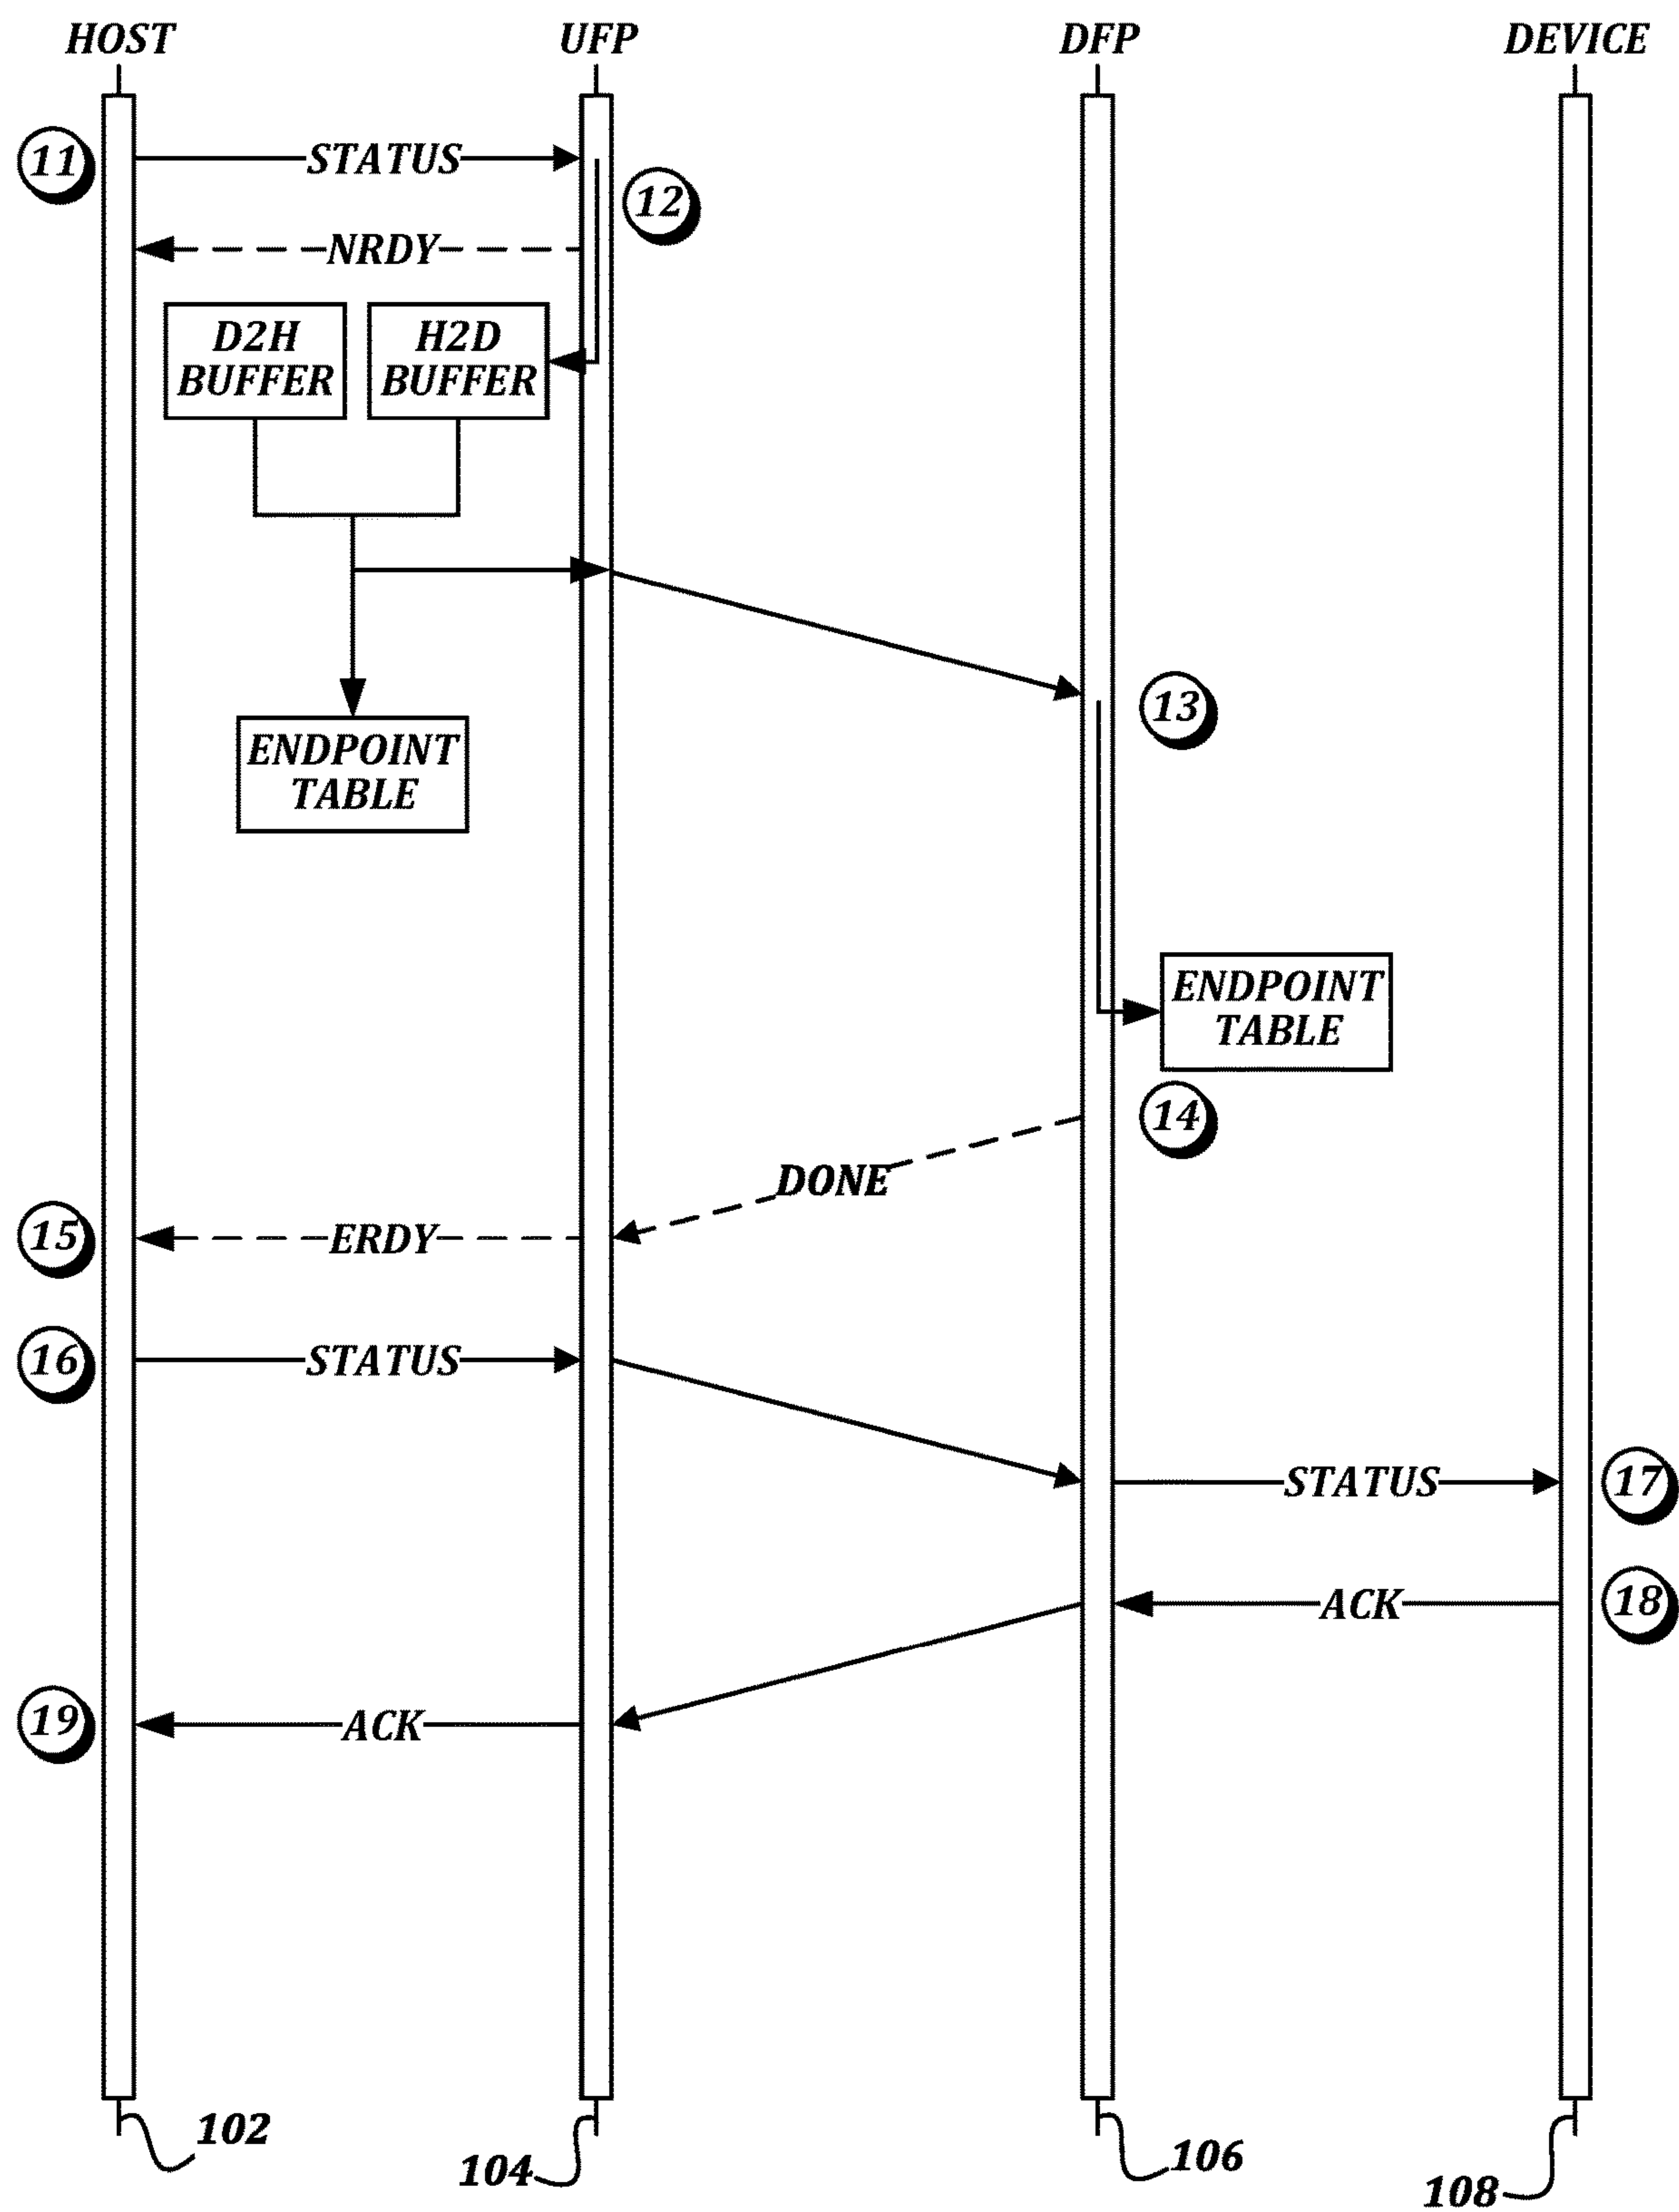 HOST UFP DFP DEVICE
11 STATUS
12
NRDY
D2H
BUFFER
H2D
BUFFER
13
ENDPOINT
TABLE
ENDPOINT
TABLE
14
DONE
15 ERDY
16 STATUS
STATUS 17
ACK 18
19 ACK
102
104
106
108